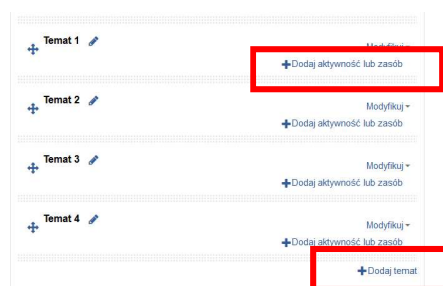 Temat 1
Modyfikuj
Dodaj aktywność lub zasób
Temat 2
Modyfikuj
Dodaj aktywność lub zasób
Temat 3
Modyfikuj
Dodaj aktywność lub zasób
Temat 4
Modyfikuj
Dodaj aktywność lub zasób
Dodaj temat